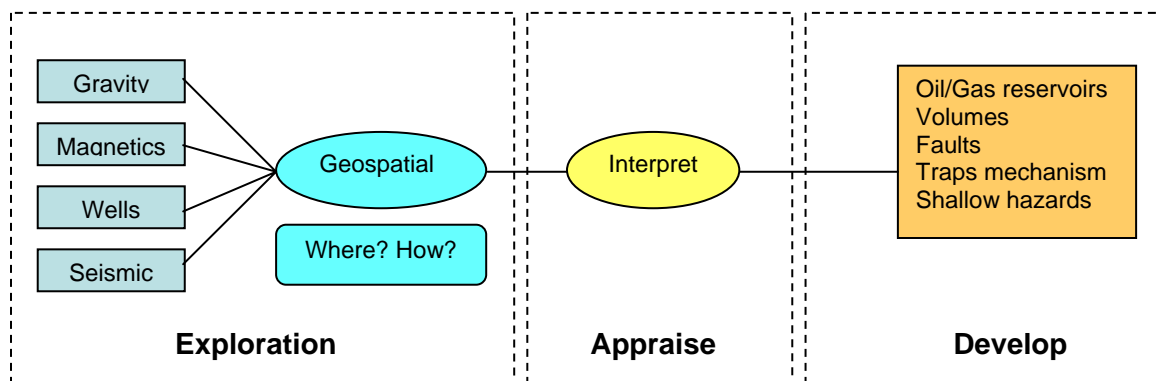 Gravity
Magnetics
Wells
Seismic
Geospatial
Where? How?
Exploration
Interpret
Appraise
Oil/Gas reservoirs
Volumes
Faults
Traps mechanism
Shallow hazards
Develop